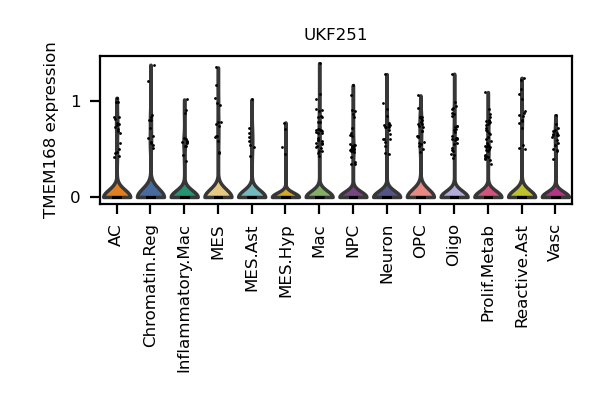 UKF251
TMEM168 expression
1
0
AC
Chromatin.Reg
Inflammatory.Mac
MES
MES.Ast
MES.Hyp
Mac
NPC
Neuron
OPC
Oligo
Prolif.Metab
Reactive.Ast
Vasc